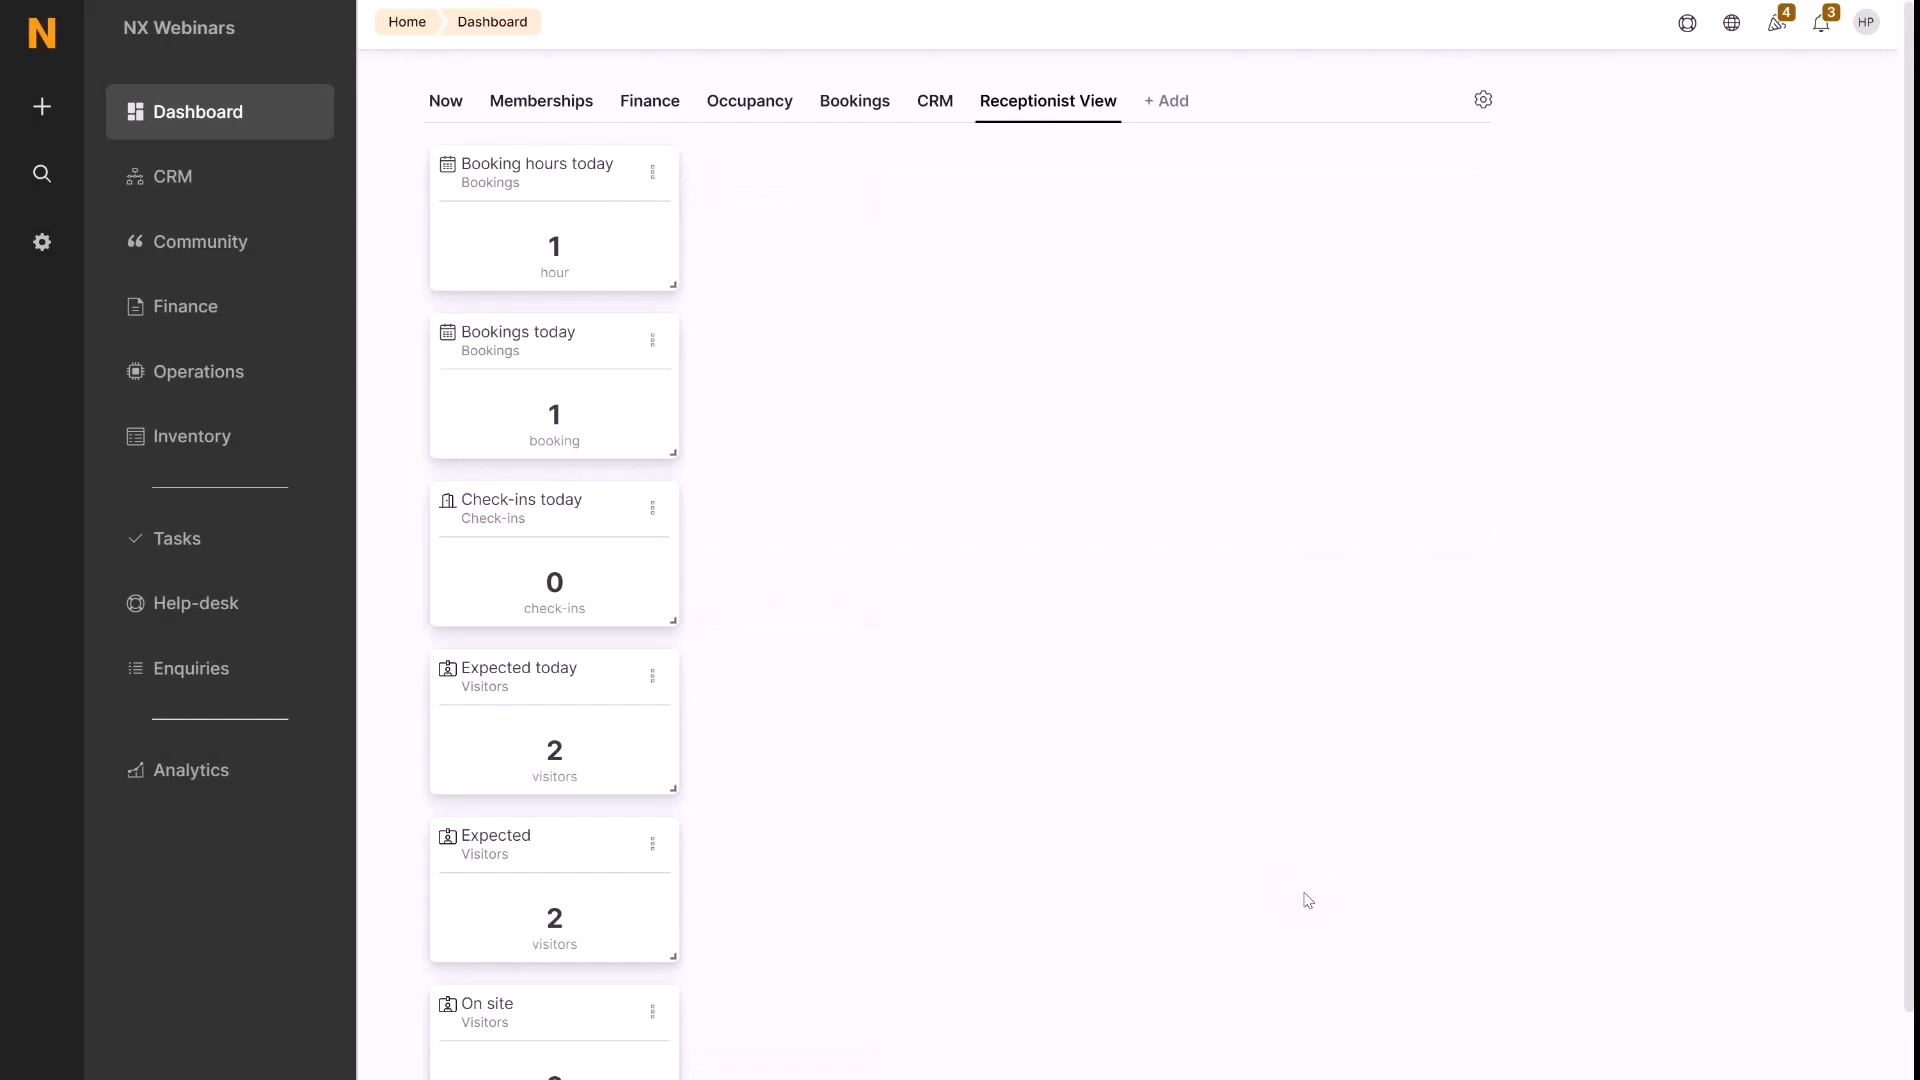 N
NX Webinars
Home
Dashboard
4
3
HP
Dashboard
CRM
Community
Finance
Operations
Inventory
Tasks
Help-desk
Enquiries
Analytics
Now Memberships Finance Occupancy Bookings CRM Receptionist View + Add
Booking hours today
Bookings
1
hour
Bookings today
Bookings
1
booking
Check-ins today
Check-ins
0
check-ins
Expected today
Visitors
2
visitors
Expected
Visitors
2
visitors
On site
Visitors